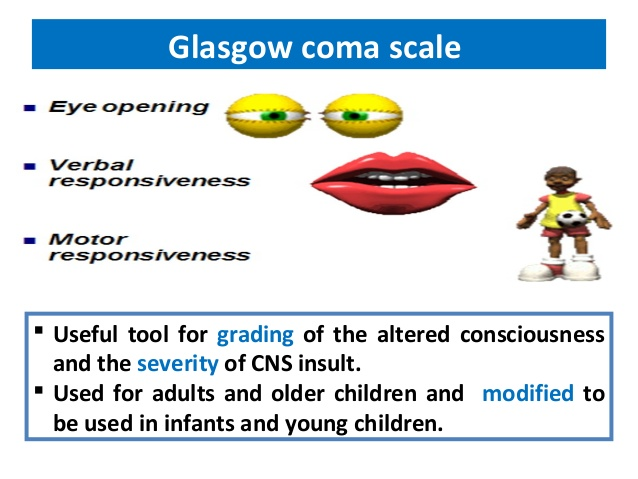 Glasgow coma scale
▪ Eye opening
▪ Verbal
responsiveness
▪ Motor
responsiveness
▪ Useful tool for grading of the altered consciousness
and the severity of CNS insult.
▪ Used for adults and older children and modified to
be used in infants and young children.